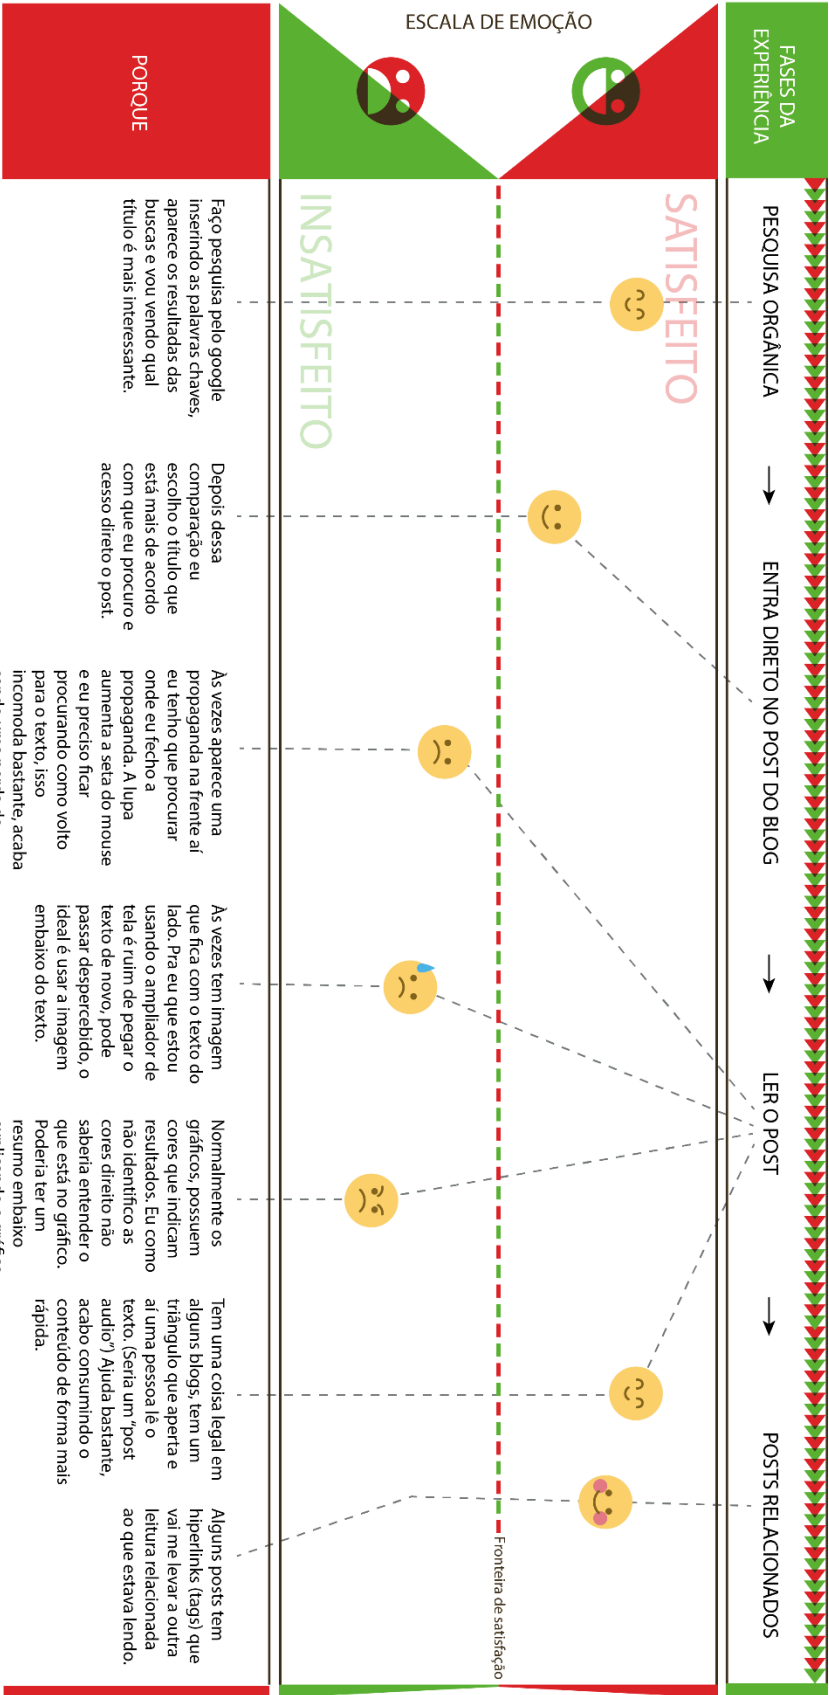 FASES DA
EXPERIÊNCIA
PESQUISA ORGÂNICA
ENTRA DIRETO NO POST DO BLOG
LER O POST
POSTS RELACIONADOS
ESCALA DE EMOÇÃO
SATISFEITO
INSATISFEITO
Fronteira de satisfação
PORQUE
Faço pesquisa pelo google
inserindo as palavras chaves,
aparece os resultadas das
buscas e vou vendo qual
título é mais interessante.
Depois dessa
comparação eu
escolho o título que
está mais de acordo
com que eu procuro e
acesso direto o post.
Às vezes aparece uma
propaganda na frente aí
eu tenho que procurar
onde eu fecho a
propaganda. A lupa
aumenta a seta do mouse
e eu preciso ficar
procurando como volto
para o texto, isso
incomoda bastante, acaba
Às vezes tem imagem
que fica com o texto do
lado. Pra eu que estou
usando o ampliador de
tela é ruim de pegar o
texto de novo, pode
passar despercebido, o
ideal é usar a imagem
embaixo do texto.
Normalmente os
gráficos, possuem
cores que indicam
resultados. Eu como
não identifico as
cores direito não
saberia entender o
que está no gráfico.
Poderia ter um
resumo embaixo
Tem uma coisa legal em
alguns blogs, tem um
triângulo que aperta e
aí uma pessoa lê o
texto. (Seria um "post
audio") Ajuda bastante,
acabo consumindo o
conteúdo de forma mais
rápida.
Alguns posts tem
hiperlinks (tags) que
vai me levar a outra
leitura relacionada
ao que estava lendo.